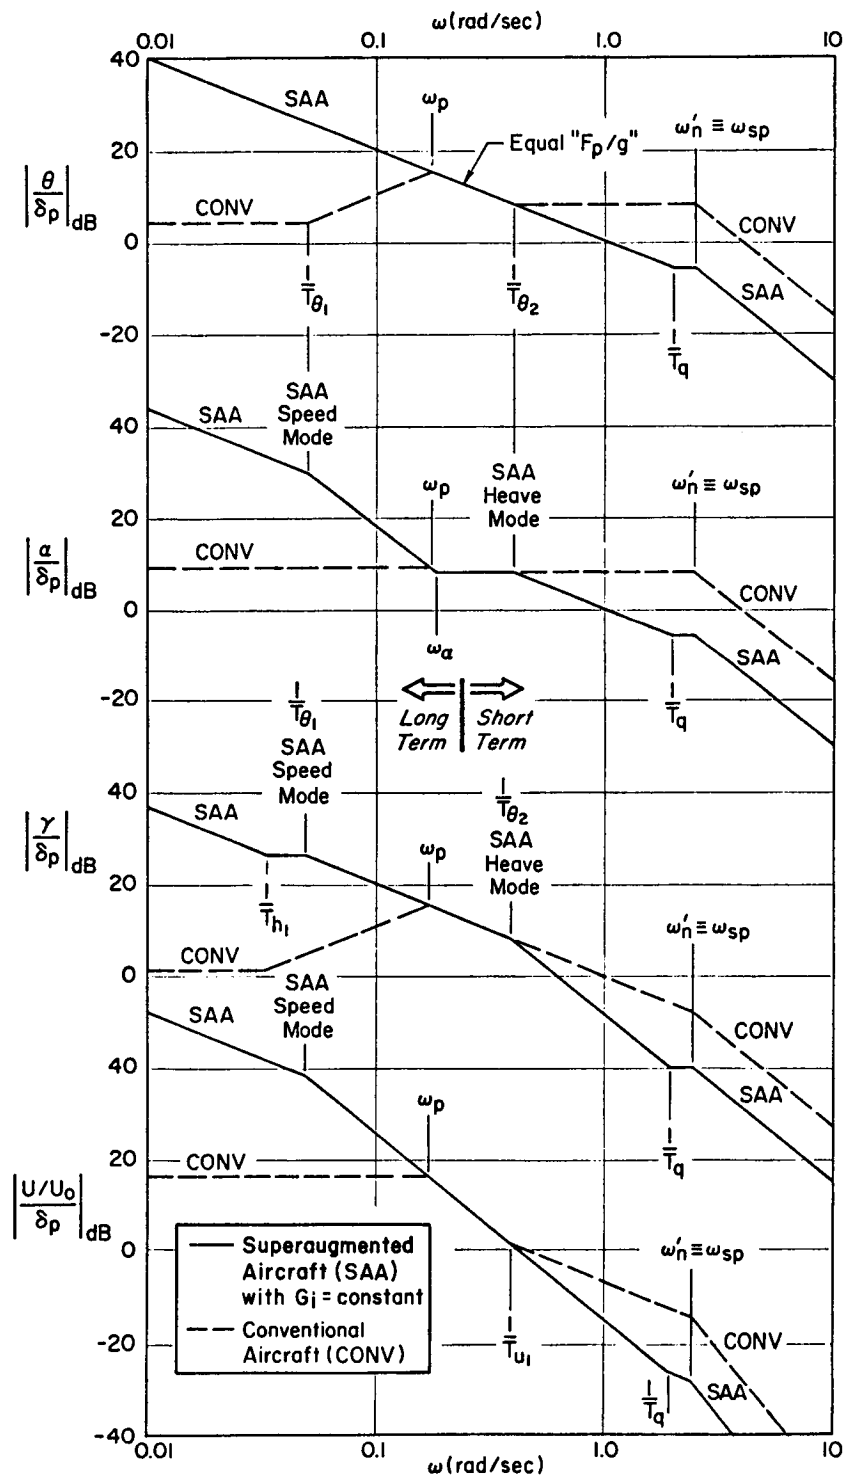 ω(rad/sec)
0.01 0.1 1.0 10
40
SAA
ωp
ω′n ≡ ωsp
Equal "Fp/g"
20
|θ/δp|dB
CONV
CONV
0
1/Tθ1
1/Tθ2
SAA
-20
1/Tq
SAA
Speed
Mode
SAA
40
SAA
Heave
Mode
ωp
ω′n ≡ ωsp
20
CONV
|α/δp|dB
CONV
0
ωα
SAA
-20
1/Tθ1
Long
Term
Short
Term
1/Tq
SAA
Speed
Mode
40
1/Tθ2
SAA
|γ/δp|dB
ωp
SAA
Heave
Mode
20
1/Th1
ω′n ≡ ωsp
CONV
0
SAA
Speed
Mode
SAA
CONV
40
SAA
ωp
1/Tq
20
CONV
|U/U0/δp|dB
0
ω′n ≡ ωsp
Superaugmented
Aircraft (SAA)
with Gi = constant
Conventional
Aircraft (CONV)
1/Tu1
CONV
-20
SAA
1/Tq
-40
0.01 0.1 1.0 10
ω(rad/sec)